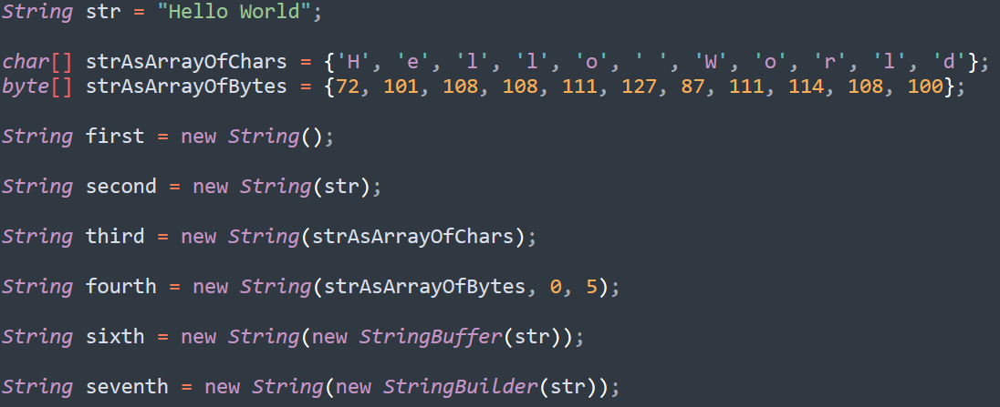 String str = "Hello World";
char[] strAsArrayOfChars = {'H', 'e', 'l', 'l', 'o', ' ', 'W', 'o', 'r', 'l', 'd'};
byte[] strAsArrayOfBytes = {72, 101, 108, 108, 111, 127, 87, 111, 114, 108, 100};
String first = new String();
String second = new String(str);
String third = new String(strAsArrayOfChars);
String fourth = new String(strAsArrayOfBytes, 0, 5);
String sixth = new String(new StringBuffer(str));
String seventh = new String(new StringBuilder(str));